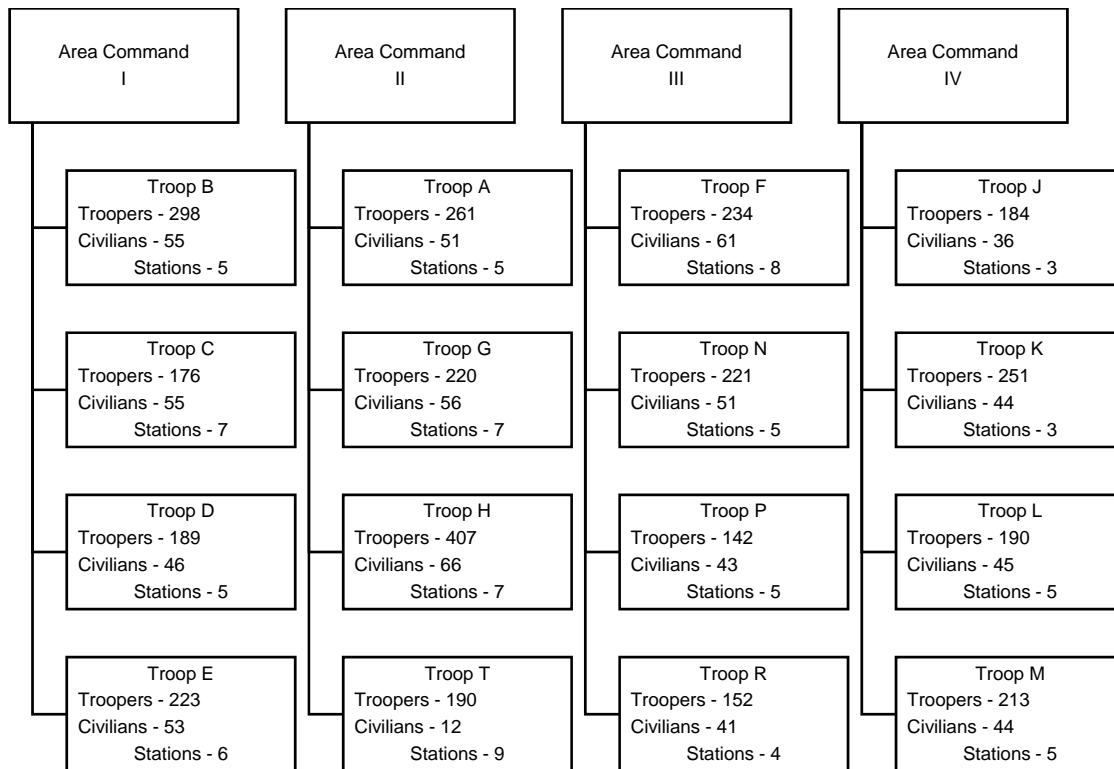 Area Command
I
Area Command
II
Area Command
III
Area Command
IV
Troop B
Troopers - 298
Civilians - 55
Stations - 5
Troop A
Troopers - 261
Civilians - 51
Stations - 5
Troop F
Troopers - 234
Civilians - 61
Stations - 8
Troop J
Troopers - 184
Civilians - 36
Stations - 3
Troop C
Troopers - 176
Civilians - 55
Stations - 7
Troop G
Troopers - 220
Civilians - 56
Stations - 7
Troop N
Troopers - 221
Civilians - 51
Stations - 5
Troop K
Troopers - 251
Civilians - 44
Stations - 3
Troop D
Troopers - 189
Civilians - 46
Stations - 5
Troop H
Troopers - 407
Civilians - 66
Stations - 7
Troop P
Troopers - 142
Civilians - 43
Stations - 5
Troop L
Troopers - 190
Civilians - 45
Stations - 5
Troop E
Troopers - 223
Civilians - 53
Stations - 6
Troop T
Troopers - 190
Civilians - 12
Stations - 9
Troop R
Troopers - 152
Civilians - 41
Stations - 4
Troop M
Troopers - 213
Civilians - 44
Stations - 5